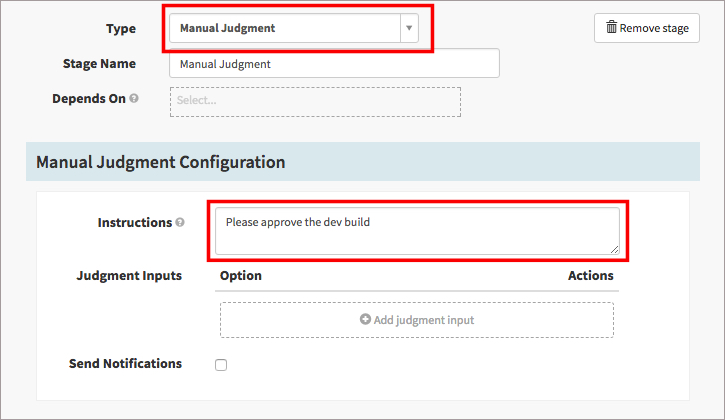 Type Manual Judgment Remove stage
Stage Name Manual Judgment
Depends On Select...
Manual Judgment Configuration
Instructions Please approve the dev build
Judgment Inputs Option Actions
Add judgment input
Send Notifications